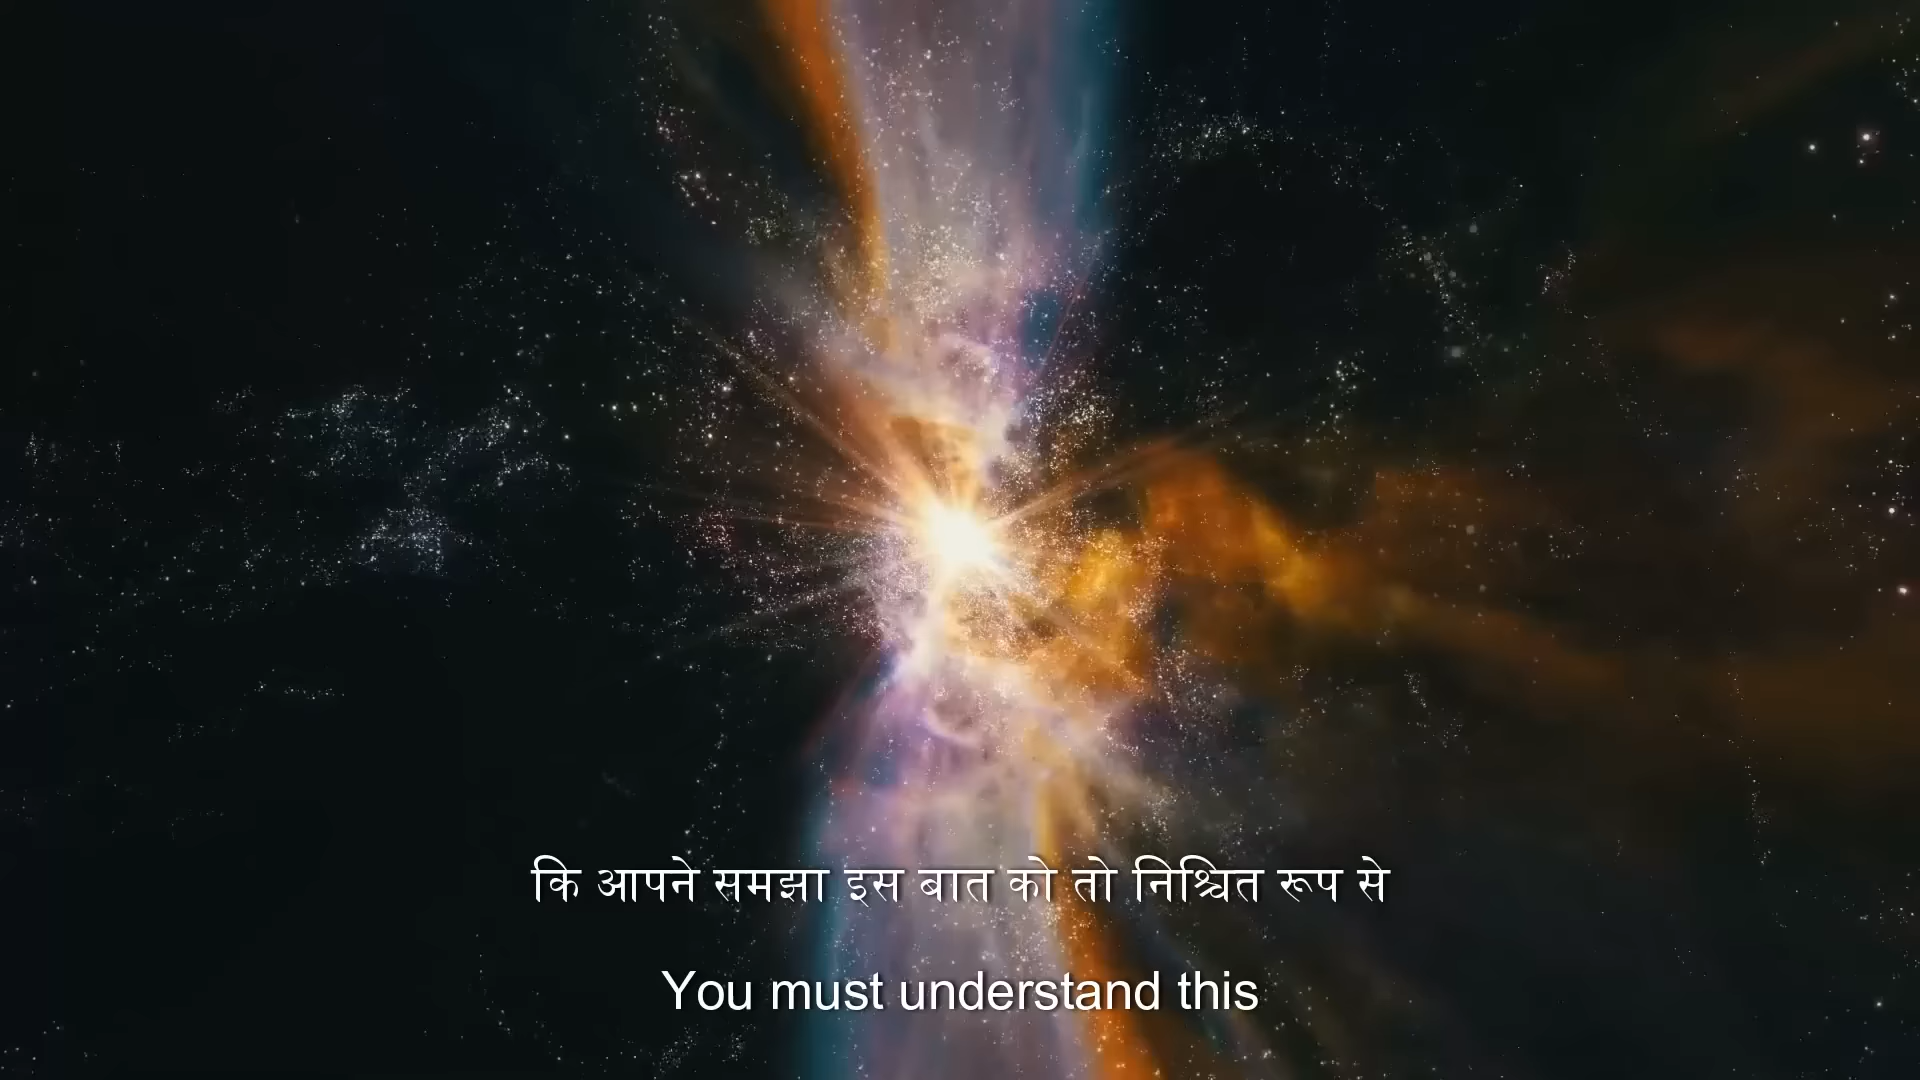 कि आपने समझा इस बात को तो निश्चित रूप से
You must understand this